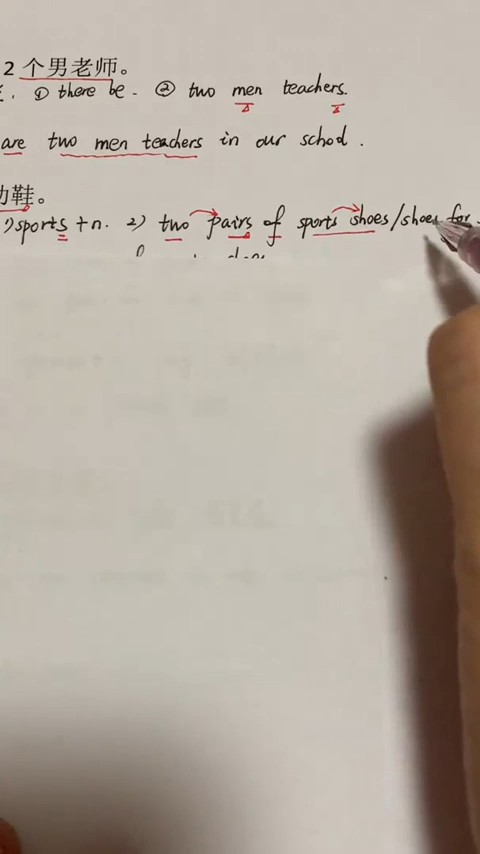 2 个男老师。
. ① there be . ② two men teachers.
are two men teachers in our school .
动鞋。
1) sports + n. 2) two pairs of sports shoes/shoes for